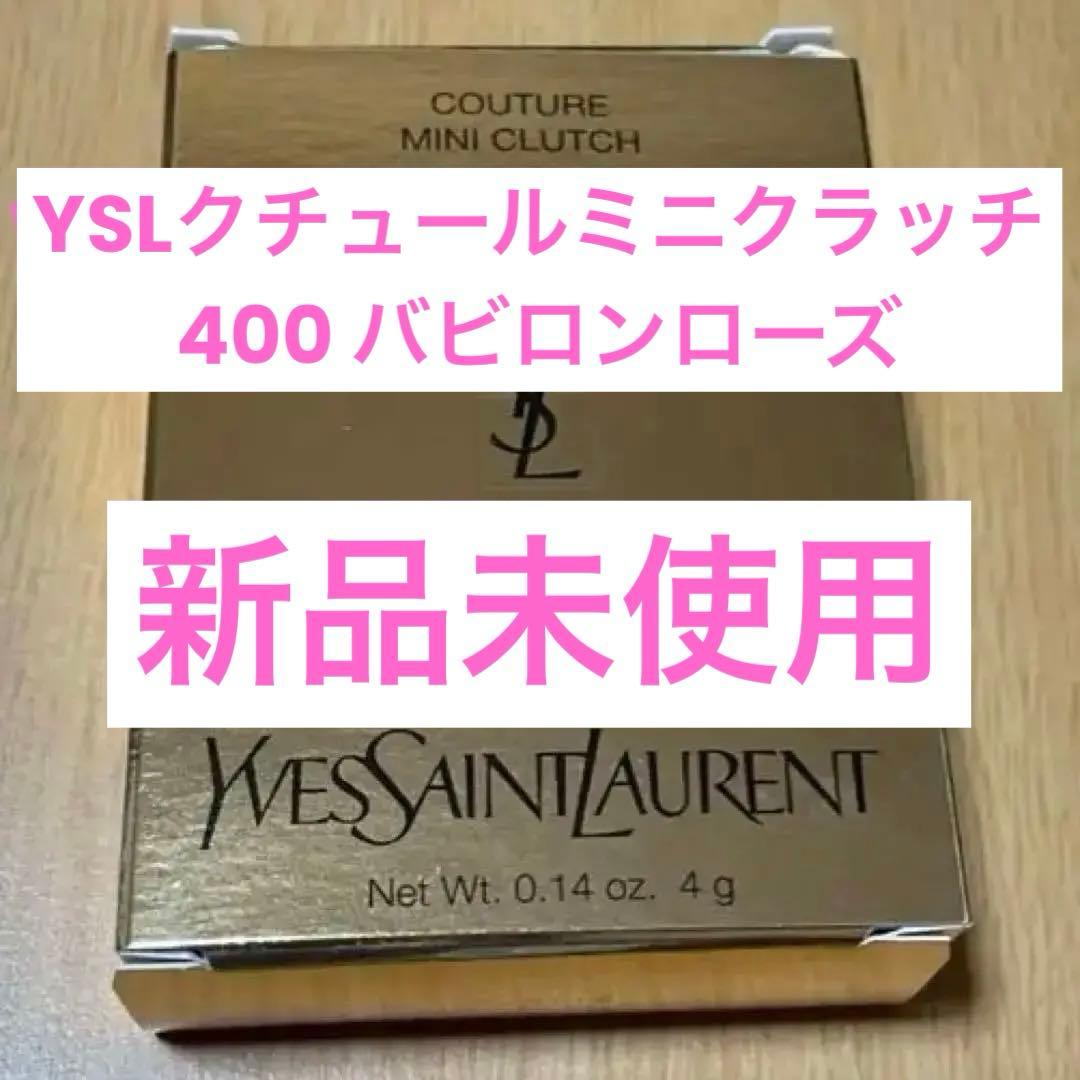 COUTURE
MINI CLUTCH
YSLクチュールミニクラッチ
400 バビロンローズ
YSL
新品未使用
YVESSAINTLAURENT
Net Wt. 0.14 oz. 4 g